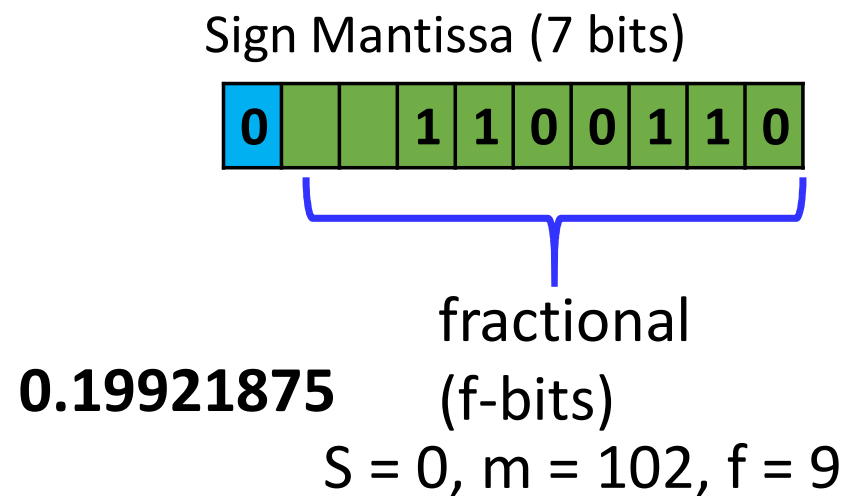 Sign Mantissa (7 bits)
0 1 1 0 0 1 1 0
fractional
(f-bits)
0.19921875
S = 0, m = 102, f = 9